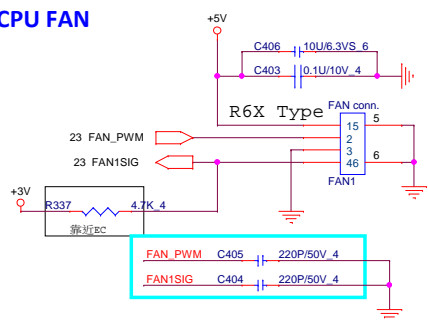 CPU FAN
+5V
C406 10U/6.3VS_6
C403 0.1U/10V_4
R6X Type
FAN conn.
15 5
23 FAN_PWM
2
3
23 FAN1SIG
46 6
FAN1
+3V
R337 4.7K_4
靠近EC
FAN_PWM C405 220P/50V_4
FAN1SIG C404 220P/50V_4